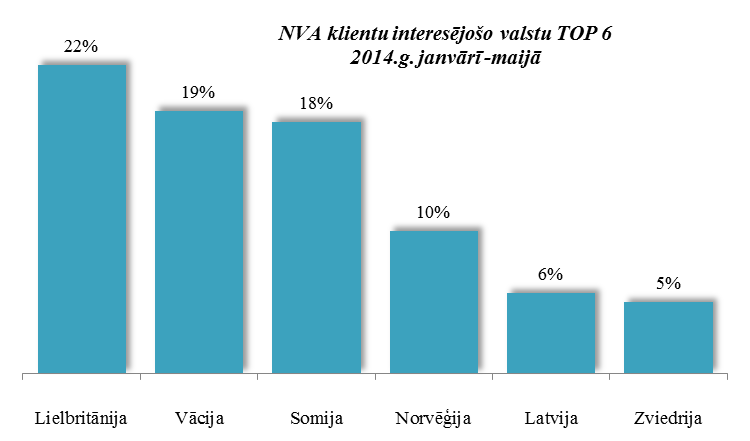 NVA klientu interesējošo valstu TOP 6
2014.g. janvārī -maijā
22%
19%
18%
10%
6%
5%
Lielbritānija
Vācija
Somija
Norvēģija
Latvija
Zviedrija